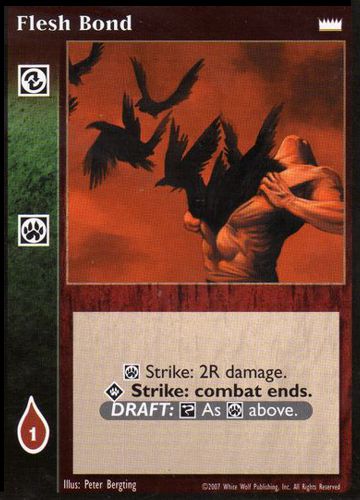 Flesh Bond
Strike: 2R damage.
Strike: combat ends.
DRAFT: As above.
1
Illus: Peter Bergting
©2007 White Wolf Publishing, Inc. All Rights Reserved